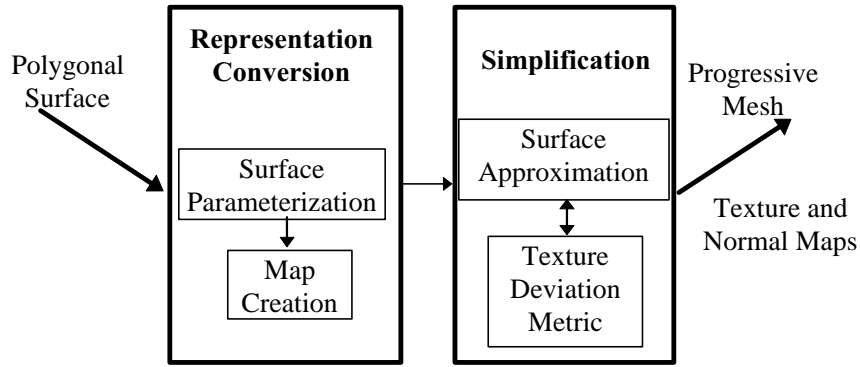 Polygonal
Surface
Representation
Conversion
Surface
Parameterization
Map
Creation
Simplification
Surface
Approximation
Texture
Deviation
Metric
Progressive
Mesh
Texture and
Normal Maps